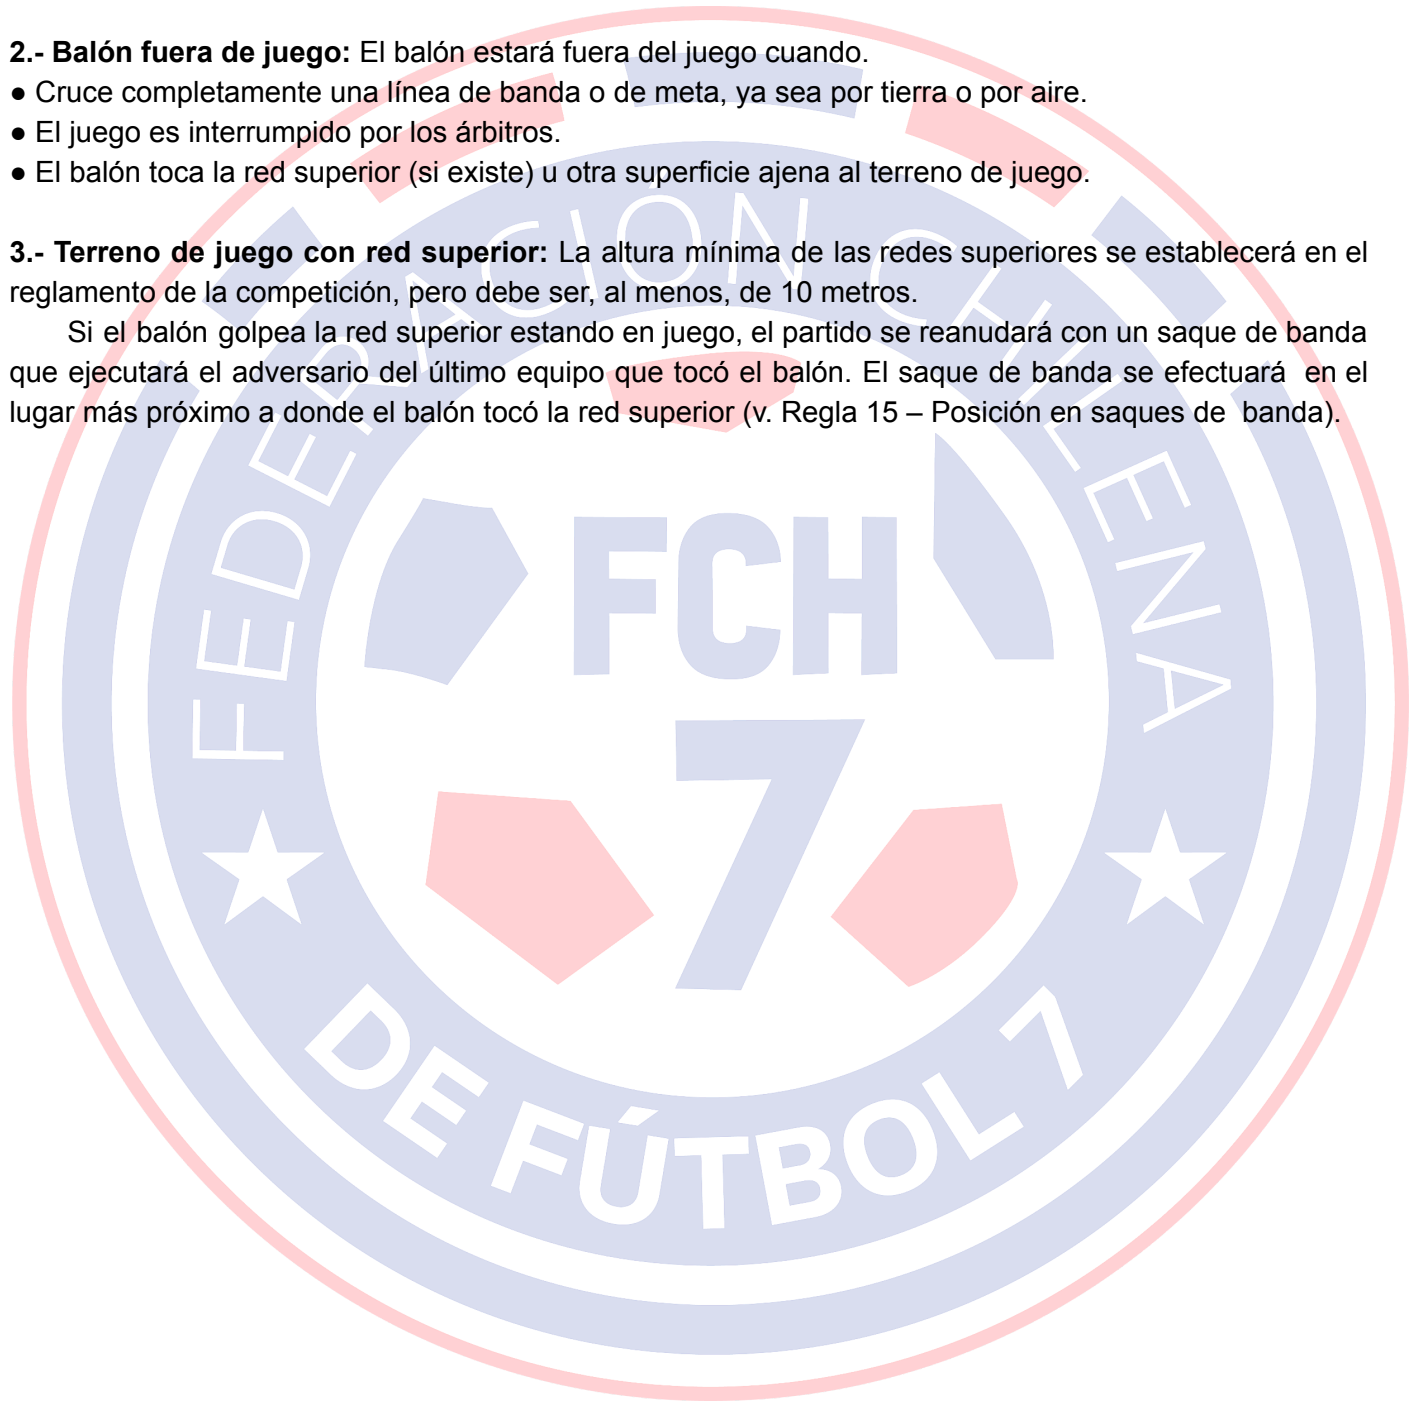 2.- Balón fuera de juego: El balón estará fuera del juego cuando.
● Cruce completamente una línea de banda o de meta, ya sea por tierra o por aire.
● El juego es interrumpido por los árbitros.
● El balón toca la red superior (si existe) u otra superficie ajena al terreno de juego.
3.- Terreno de juego con red superior: La altura mínima de las redes superiores se establecerá en el
reglamento de la competición, pero debe ser, al menos, de 10 metros.
Si el balón golpea la red superior estando en juego, el partido se reanudará con un saque de banda
que ejecutará el adversario del último equipo que tocó el balón. El saque de banda se efectuará en el
lugar más próximo a donde el balón tocó la red superior (v. Regla 15 – Posición en saques de banda).
FEDERACIÓN CHILENA
FCH
7
DE FÚTBOL 7